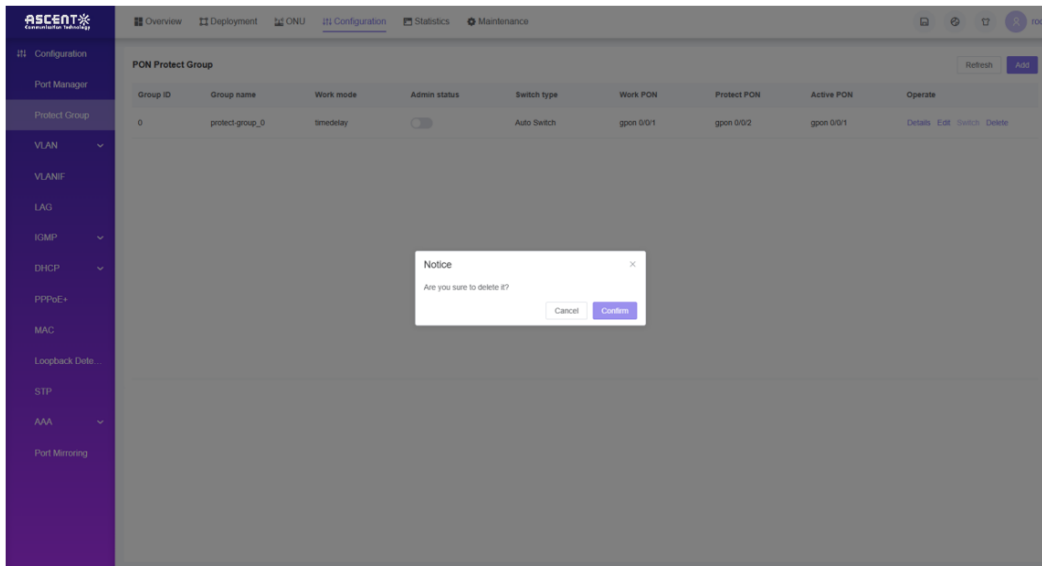 ASCENT
Communication Technology
Overview Deployment ONU Configuration Statistics Maintenance
Configuration
PON Protect Group
Refresh Add
Port Manager
Group ID Group name Work mode Admin status Switch type Work PON Protect PON Active PON Operate
Protect Group
0 protect-group_0 timedelay Auto Switch gpon 0/0/1 gpon 0/0/2 gpon 0/0/1 Details Edit Switch Delete
VLAN
VLANIF
LAG
IGMP
Notice
DHCP
Are you sure to delete it?
PPPoE+
Cancel Confirm
MAC
Loopback Dete...
STP
AAA
Port Mirroring